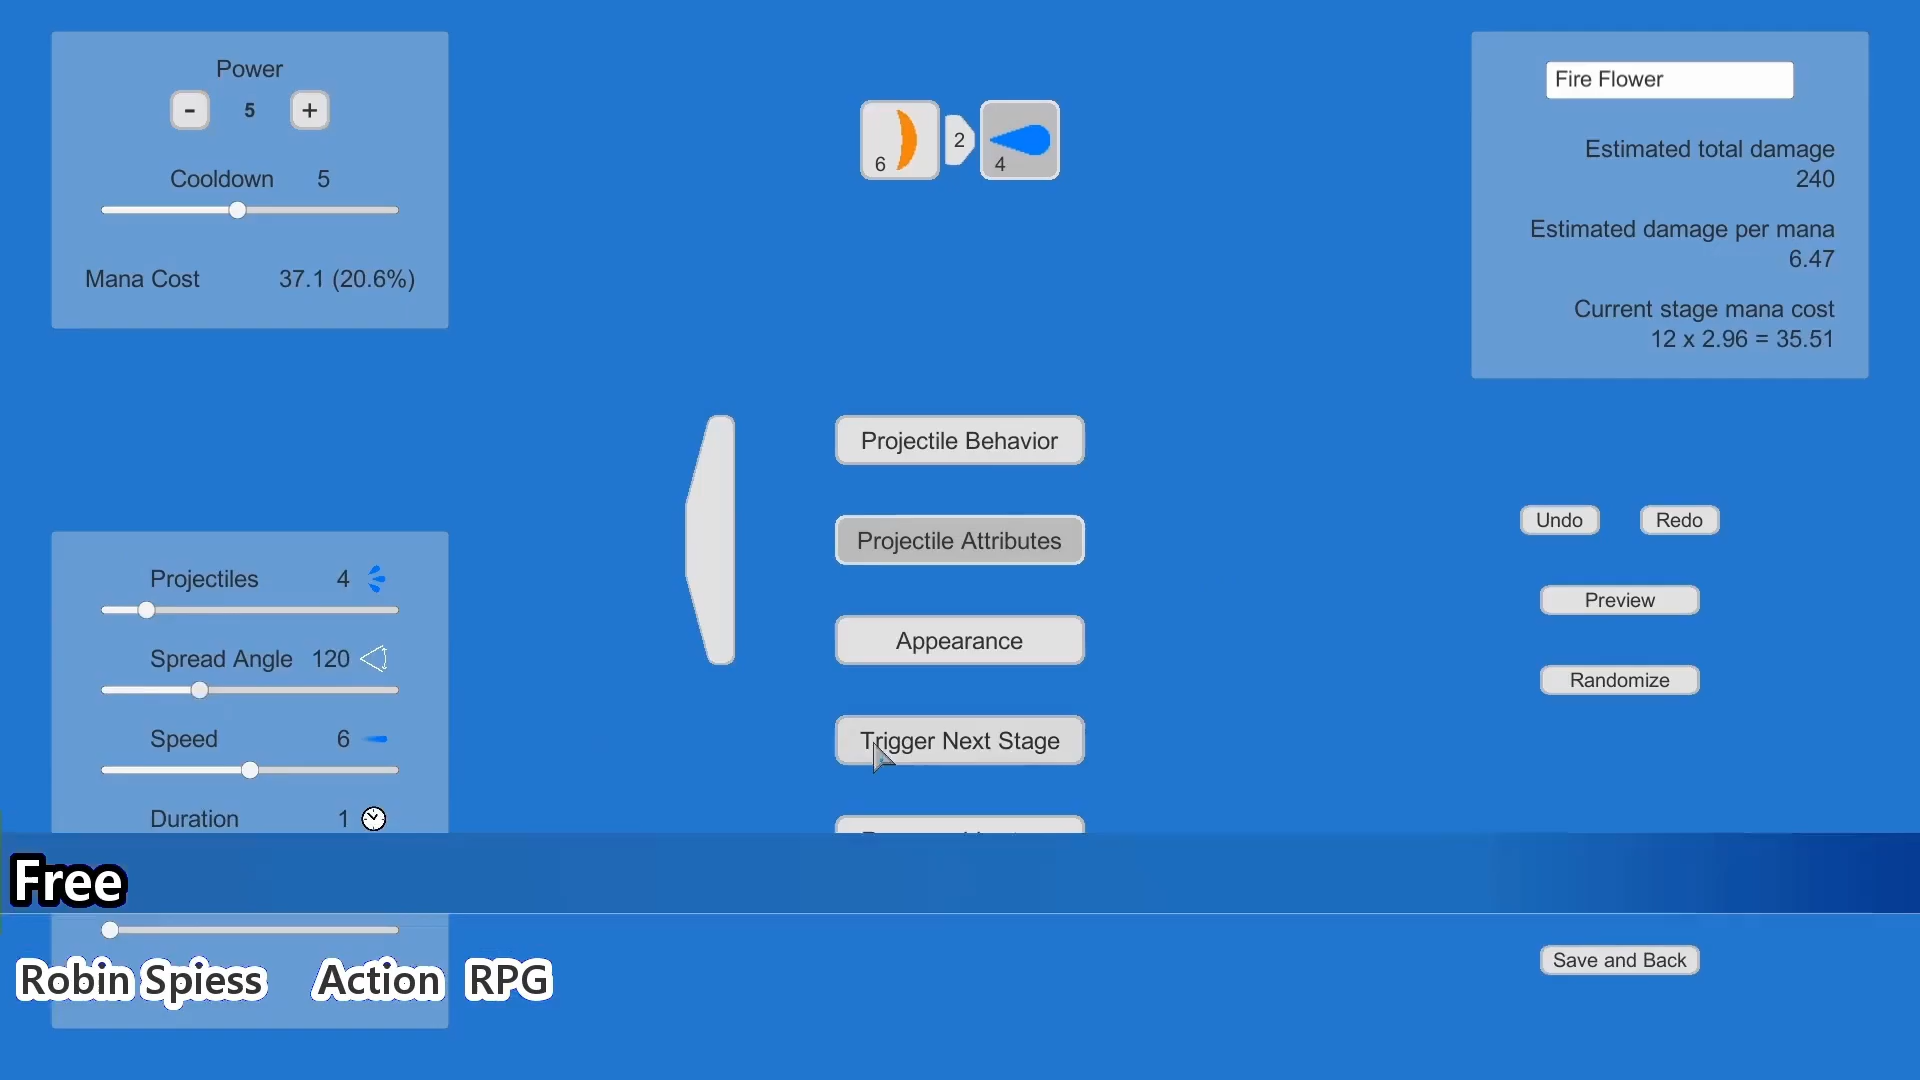 Power
- 5 +
Cooldown 5
Mana Cost 37.1 (20.6%)
6 2 4
Fire Flower
Estimated total damage
240
Estimated damage per mana
6.47
Current stage mana cost
12 x 2.96 = 35.51
Projectile Behavior
Projectile Attributes
Appearance
Trigger Next Stage
Undo Redo
Preview
Randomize
Projectiles 4
Spread Angle 120
Speed 6
Duration 1
Free
Save and Back
Robin Spiess Action RPG